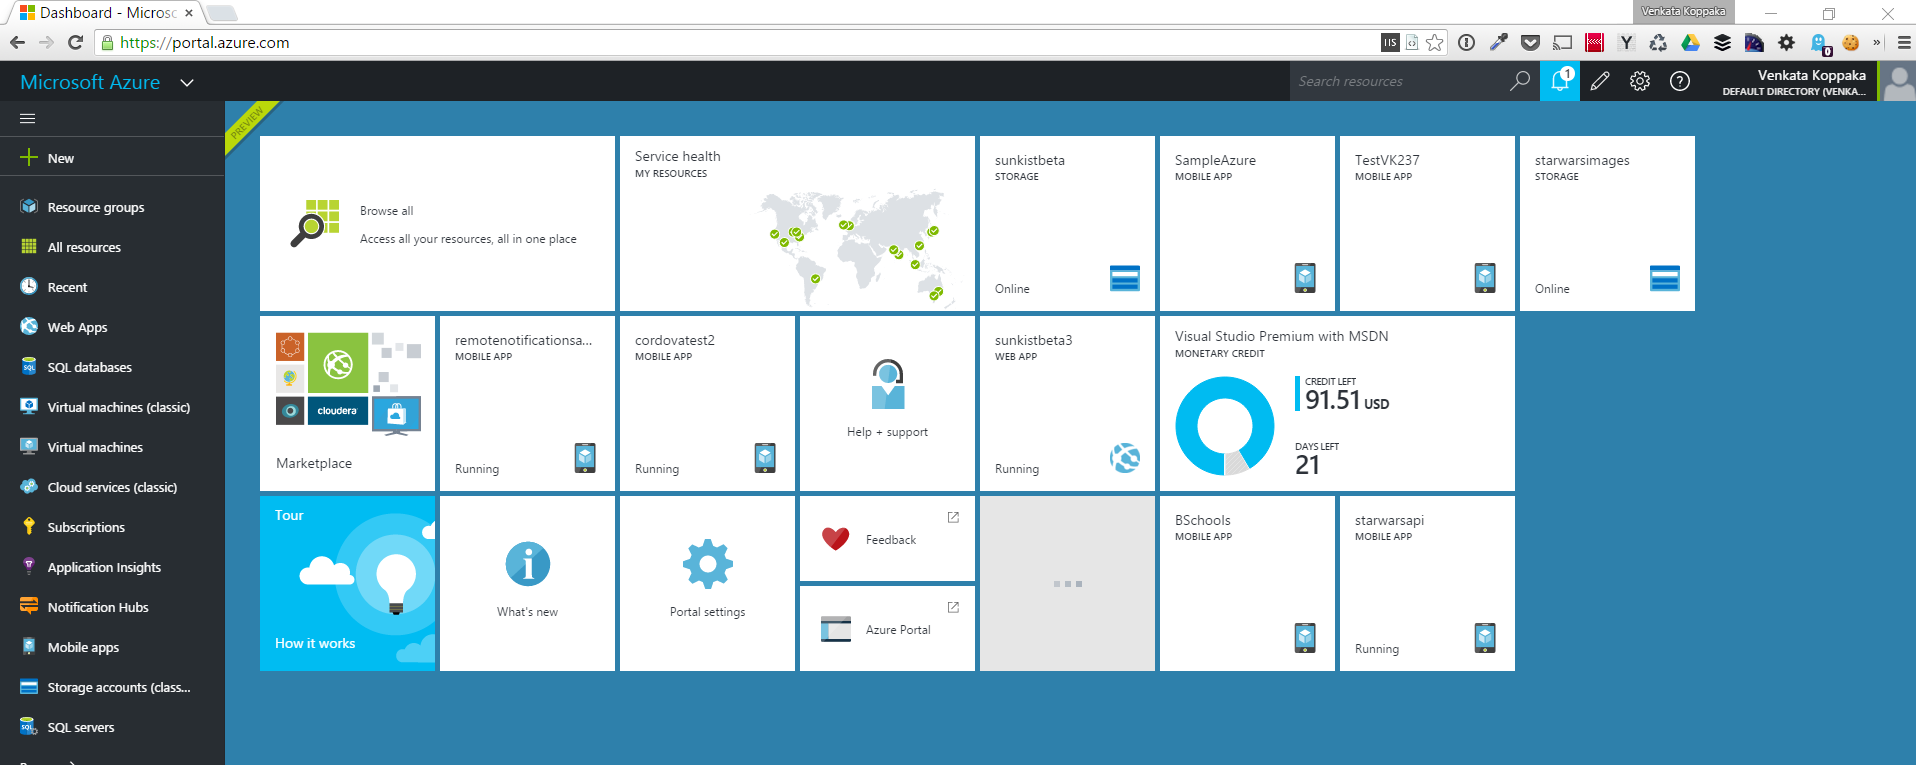 Dashboard - Microsc
Venkata Koppaka
https://portal.azure.com
IIS
Y
0
Microsoft Azure
Search resources
1
Venkata Koppaka
DEFAULT DIRECTORY (VENKA...
PREVIEW
New
Resource groups
All resources
Recent
Web Apps
SQL databases
Virtual machines (classic)
Virtual machines
Cloud services (classic)
Subscriptions
Application Insights
Notification Hubs
Mobile apps
Storage accounts (class...
SQL servers
Browse all
Access all your resources, all in one place
Service health
MY RESOURCES
sunkistbeta
STORAGE
Online
SampleAzure
MOBILE APP
TestVK237
MOBILE APP
starwarsimages
STORAGE
Online
cloudera
Marketplace
remotenotificationsa...
MOBILE APP
Running
cordovatest2
MOBILE APP
Running
Help + support
sunkistbeta3
WEB APP
Running
Visual Studio Premium with MSDN
MONETARY CREDIT
CREDIT LEFT
91.51 USD
DAYS LEFT
21
Tour
How it works
What's new
Portal settings
Feedback
Azure Portal
BSchools
MOBILE APP
starwarsapi
MOBILE APP
Running